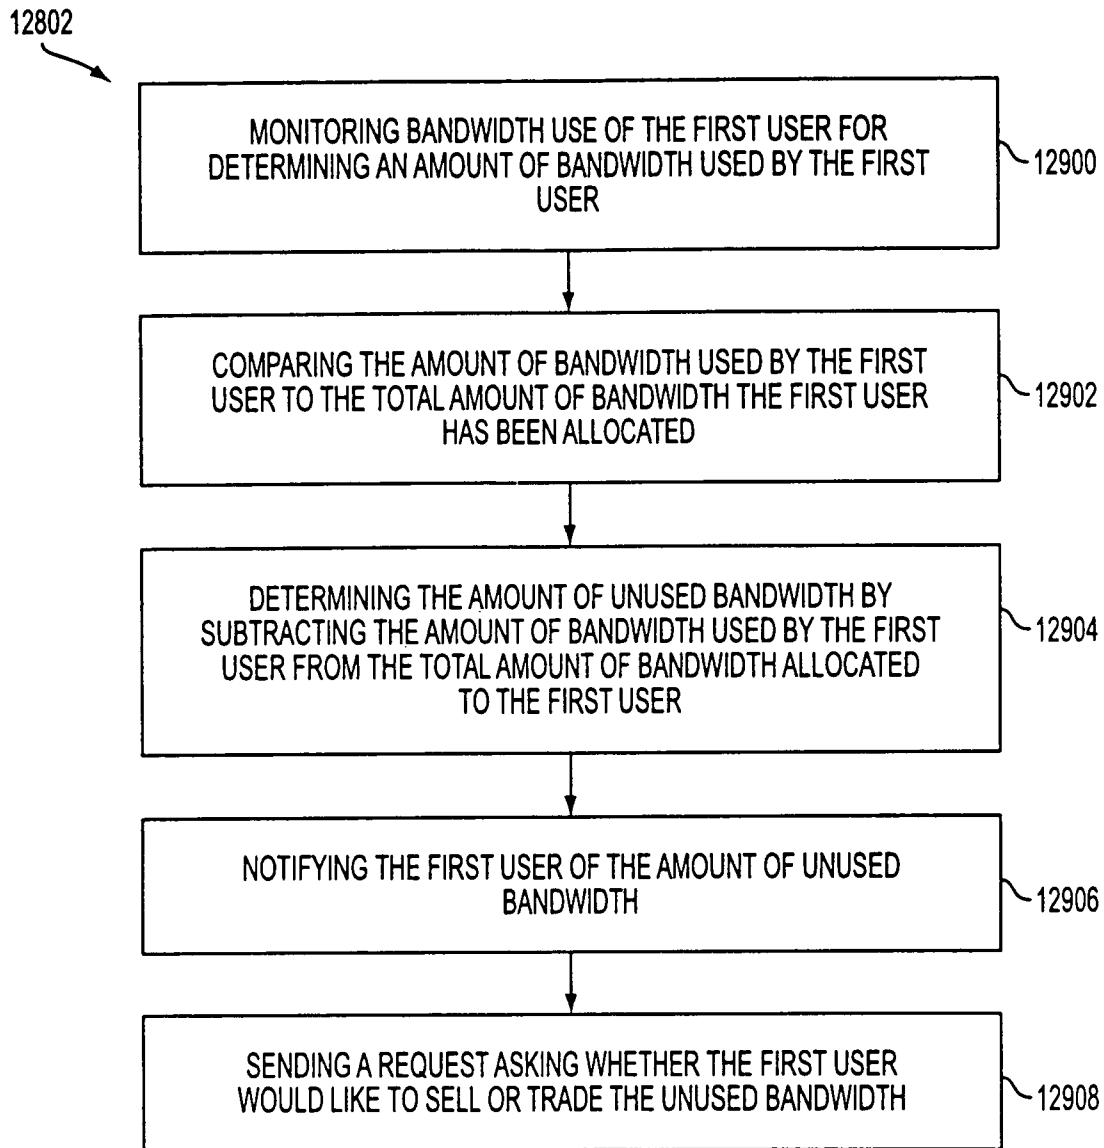 12802
MONITORING BANDWIDTH USE OF THE FIRST USER FOR
DETERMINING AN AMOUNT OF BANDWIDTH USED BY THE FIRST
USER
12900
COMPARING THE AMOUNT OF BANDWIDTH USED BY THE FIRST
USER TO THE TOTAL AMOUNT OF BANDWIDTH THE FIRST USER
HAS BEEN ALLOCATED
12902
DETERMINING THE AMOUNT OF UNUSED BANDWIDTH BY
SUBTRACTING THE AMOUNT OF BANDWIDTH USED BY THE FIRST
USER FROM THE TOTAL AMOUNT OF BANDWIDTH ALLOCATED
TO THE FIRST USER
12904
NOTIFYING THE FIRST USER OF THE AMOUNT OF UNUSED
BANDWIDTH
12906
SENDING A REQUEST ASKING WHETHER THE FIRST USER
WOULD LIKE TO SELL OR TRADE THE UNUSED BANDWIDTH
12908